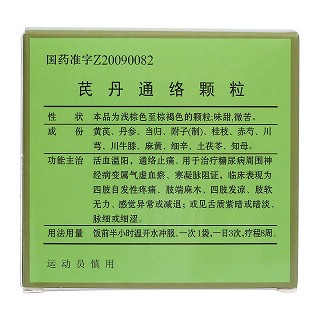 国药准字Z20090082
芪丹通络颗粒
性 状 本品为浅棕色至棕褐色的颗粒;味甜,微苦。
成 份 黄芪、丹参、当归、附子(制)、桂枝、赤芍、川
芎、川牛膝、麻黄、细辛、土茯苓、知母。
功能主治 活血温阳,通络止痛。用于治疗糖尿病周围神
经病变属气虚血瘀、寒凝脉阻证,临床表现为
四肢自发性疼痛、肢端麻木、四肢发凉、肢软
无力、感觉异常或减退;或见舌质紫暗或暗淡、
脉细或细涩。
用法用量 饭前半小时温开水冲服。一次1袋,一日3次,疗程8周。
运动员慎用